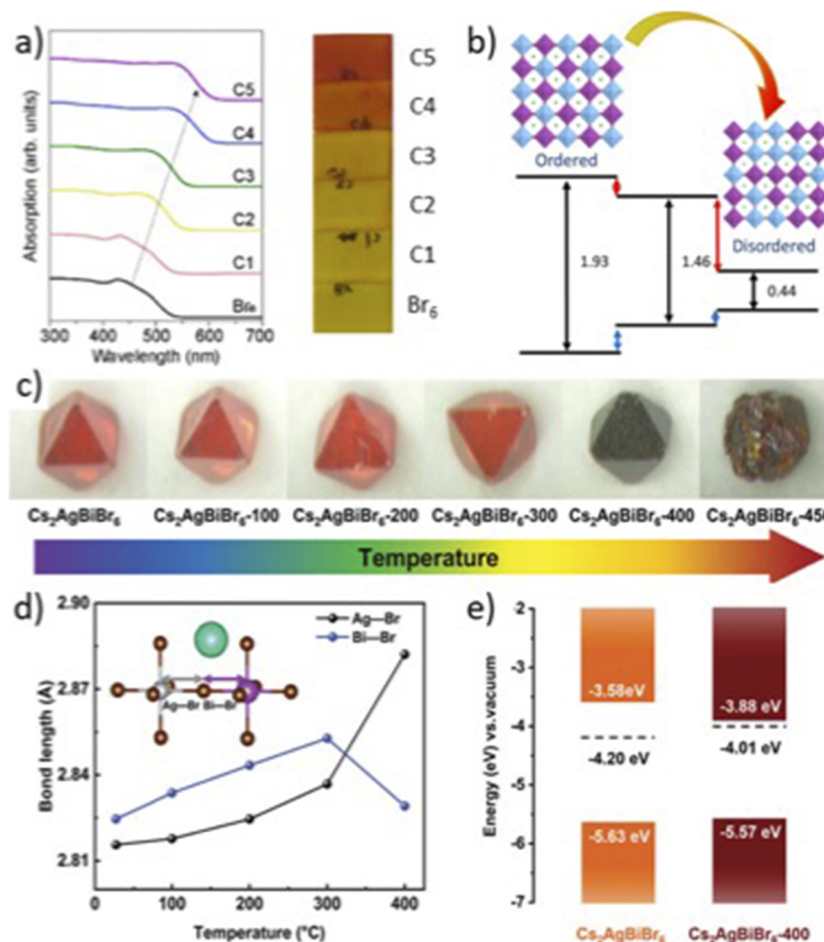 a)
Absorption (arb. units)
C5
C4
C3
C2
C1
Br₆
300 400 500 600 700
Wavelength (nm)
C5
C4
C3
C2
C1
Br₆
b)
Ordered
Disordered
1.93
1.46
0.44
c)
Cs₂AgBiBr₆ Cs₂AgBiBr₆-100 Cs₂AgBiBr₆-200 Cs₂AgBiBr₆-300 Cs₂AgBiBr₆-400 Cs₂AgBiBr₆-450
Temperature
d)
2.90
2.87
2.84
2.81
Bond length (Å)
Ag—Br
Bi—Br
Ag—Br Bi—Br
0 100 200 300 400
Temperature (°C)
e)
Energy (eV) vs.vacuum
-2
-3
-4
-5
-6
-7
-3.58eV
-4.20 eV
-5.63 eV
-3.88 eV
-4.01 eV
-5.57 eV
Cs₂AgBiBr₆ Cs₂AgBiBr₆-400